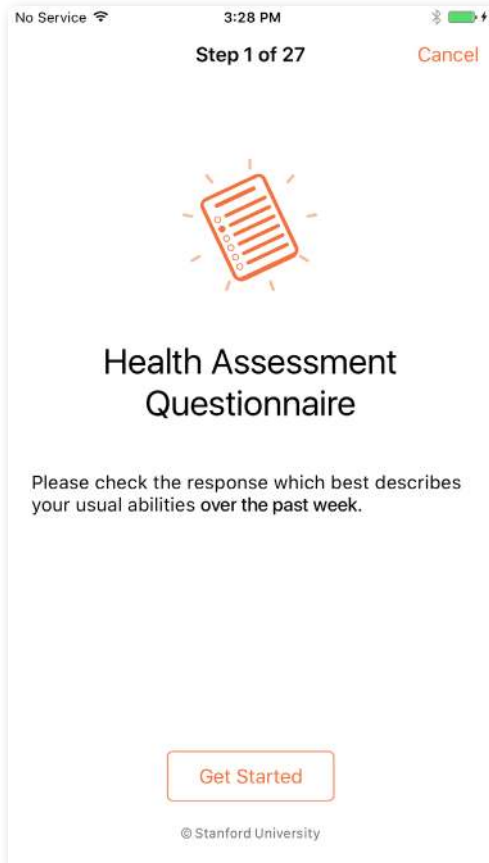 No Service 3:28 PM
Step 1 of 27 Cancel
Health Assessment
Questionnaire
Please check the response which best describes
your usual abilities over the past week.
Get Started
© Stanford University